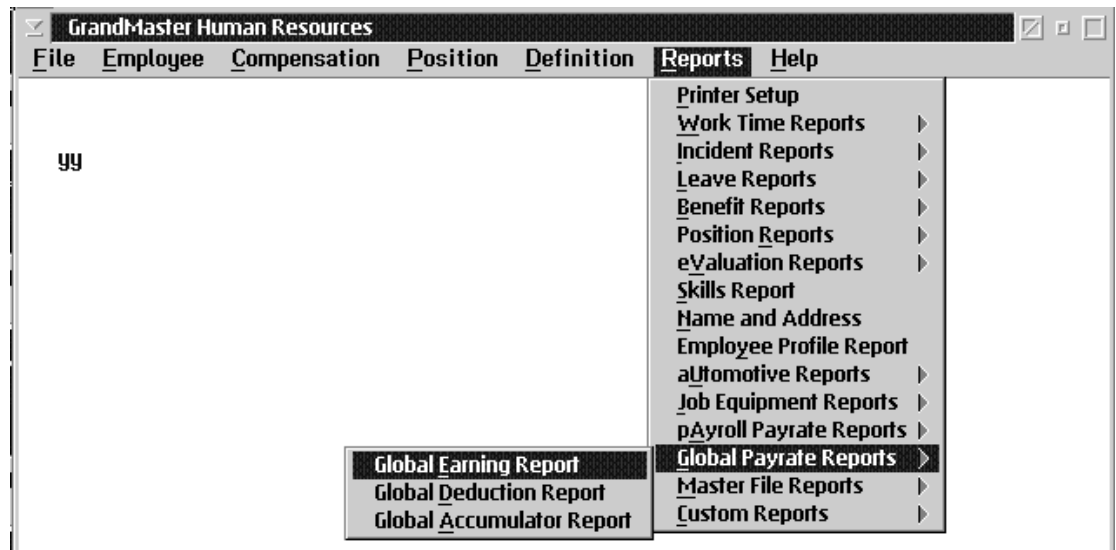 GrandMaster Human Resources
File Employee Compensation Position Definition Reports Help
Printer Setup
Work Time Reports
yy
Incident Reports
Leave Reports
Benefit Reports
Position Reports
eValuation Reports
Skills Report
Name and Address
Employee Profile Report
aUtomotive Reports
Job Equipment Reports
pAyroll Payrate Reports
Global Payrate Reports
Master File Reports
Custom Reports
Global Earning Report
Global Deduction Report
Global Accumulator Report